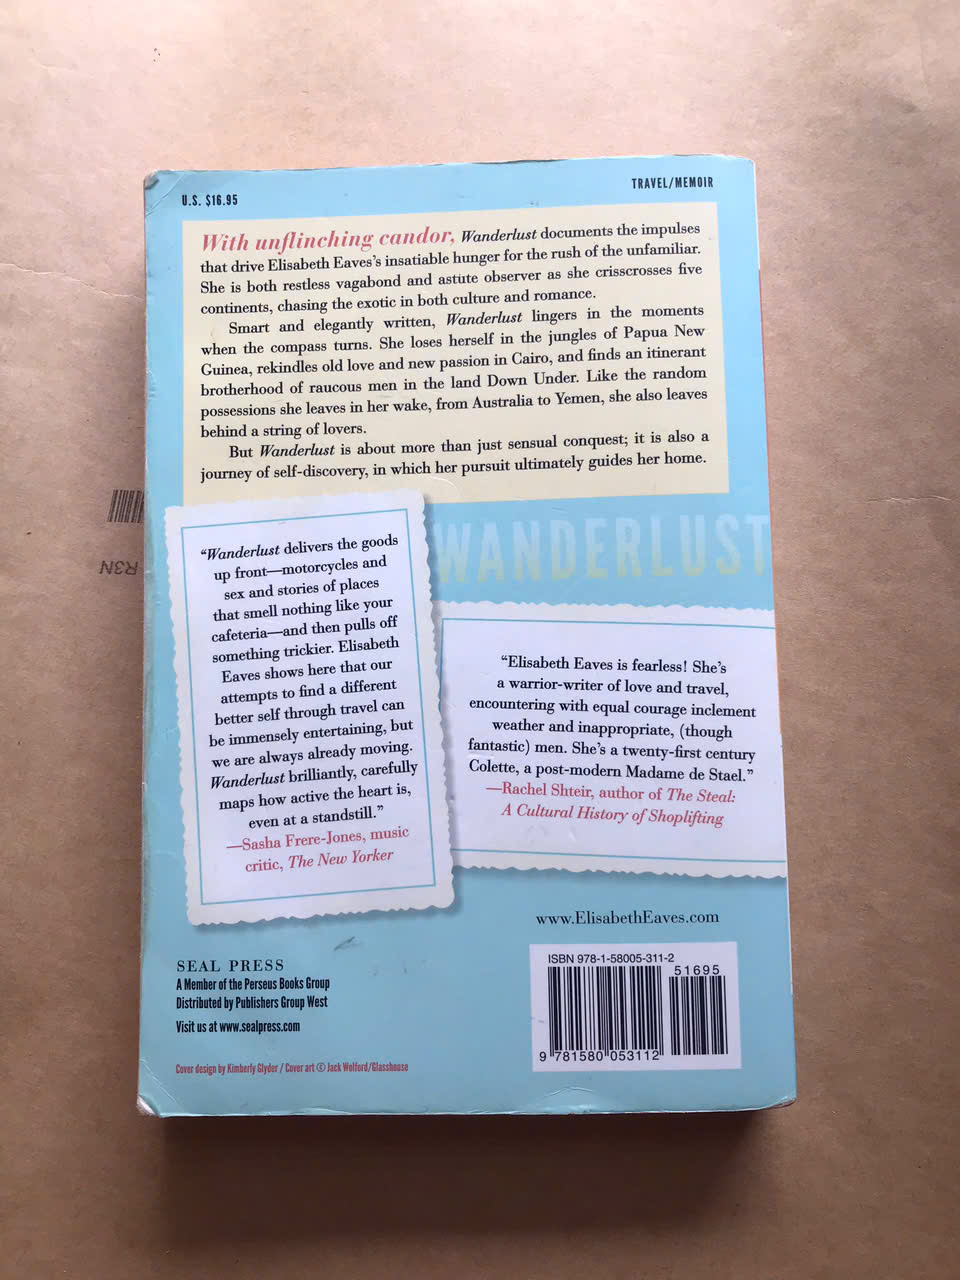 U.S. $16.95
TRAVEL/MEMOIR
With unflinching candor, Wanderlust documents the impulses
that drive Elisabeth Eaves's insatiable hunger for the rush of the unfamiliar.
She is both restless vagabond and astute observer as she crisscrosses five
continents, chasing the exotic in both culture and romance.
Smart and elegantly written, Wanderlust lingers in the moments
when the compass turns. She loses herself in the jungles of Papua New
Guinea, rekindles old love and new passion in Cairo, and finds an itinerant
brotherhood of raucous men in the land Down Under. Like the random
possessions she leaves in her wake, from Australia to Yemen, she also leaves
behind a string of lovers.
But Wanderlust is about more than just sensual conquest; it is also a
journey of self-discovery, in which her pursuit ultimately guides her home.
WANDERLUST
"Wanderlust delivers the goods
up front—motorcycles and
sex and stories of places
that smell nothing like your
cafeteria—and then pulls off
something trickier. Elisabeth
Eaves shows here that our
attempts to find a different
better self through travel can
be immensely entertaining, but
we are always already moving.
Wanderlust brilliantly, carefully
maps how active the heart is,
even at a standstill."
—Sasha Frere-Jones, music
critic, The New Yorker
"Elisabeth Eaves is fearless! She's
a warrior-writer of love and travel,
encountering with equal courage inclement
weather and inappropriate, (though
fantastic) men. She's a twenty-first century
Colette, a post-modern Madame de Stael."
—Rachel Shteir, author of The Steal:
A Cultural History of Shoplifting
www.ElisabethEaves.com
SEAL PRESS
A Member of the Perseus Books Group
Distributed by Publishers Group West
Visit us at www.sealpress.com
Cover design by Kimberly Glyder / Cover art © Jack Wolford/Glasshouse
ISBN 978-1-58005-311-2
51695
9 781580 053112
R3N